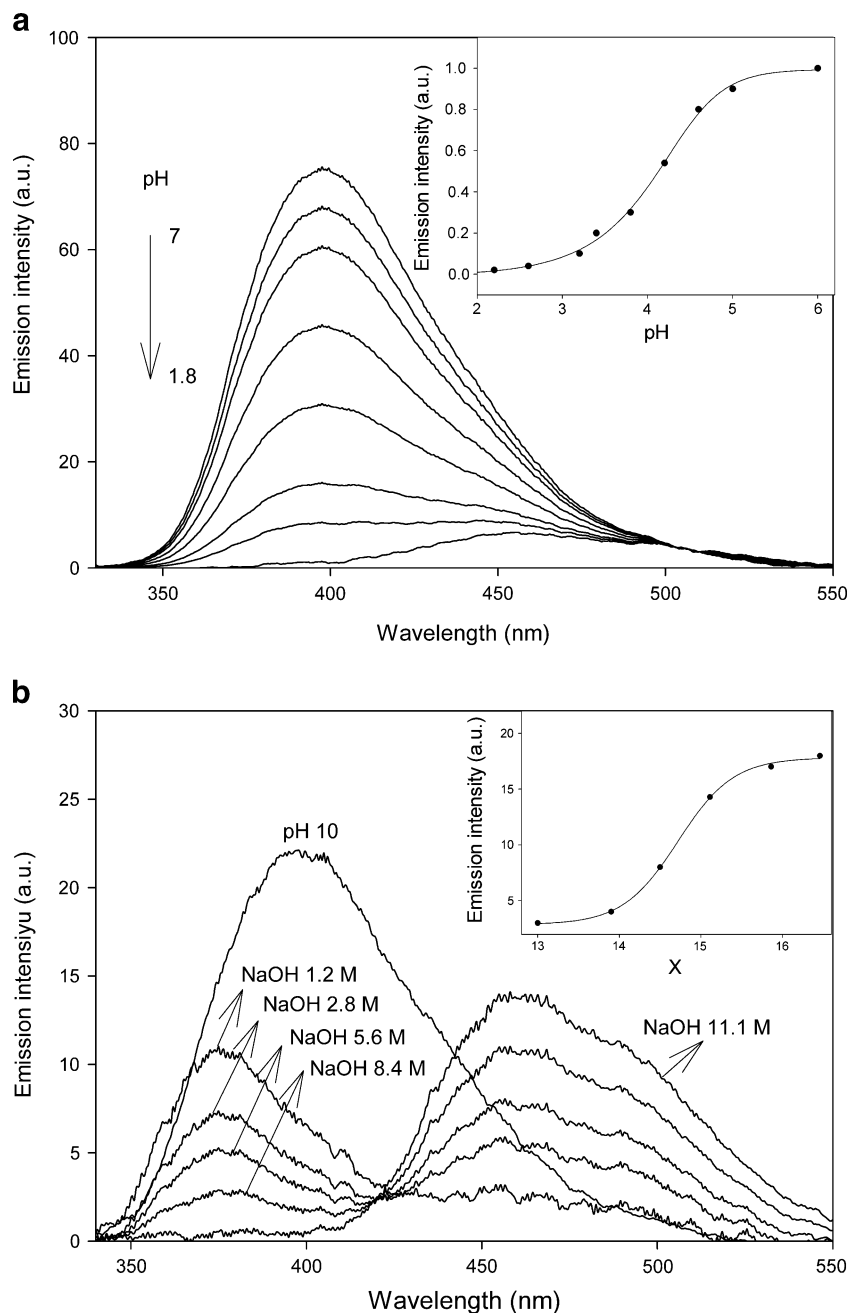 a
100
80
60
40
20
0
Emission intensity (a.u.)
pH
7
1.8
350
400
450
500
550
Wavelength (nm)
1.0
0.8
0.6
0.4
0.2
0.0
Emission intensity (a.u.)
2
3
4
5
6
pH
b
30
25
20
15
10
5
0
Emission intensiyu (a.u.)
pH 10
NaOH 1.2 M
NaOH 2.8 M
NaOH 5.6 M
NaOH 8.4 M
NaOH 11.1 M
350
400
450
500
550
Wavelength (nm)
20
15
10
5
Emission intensity (a.u.)
13
14
15
16
X